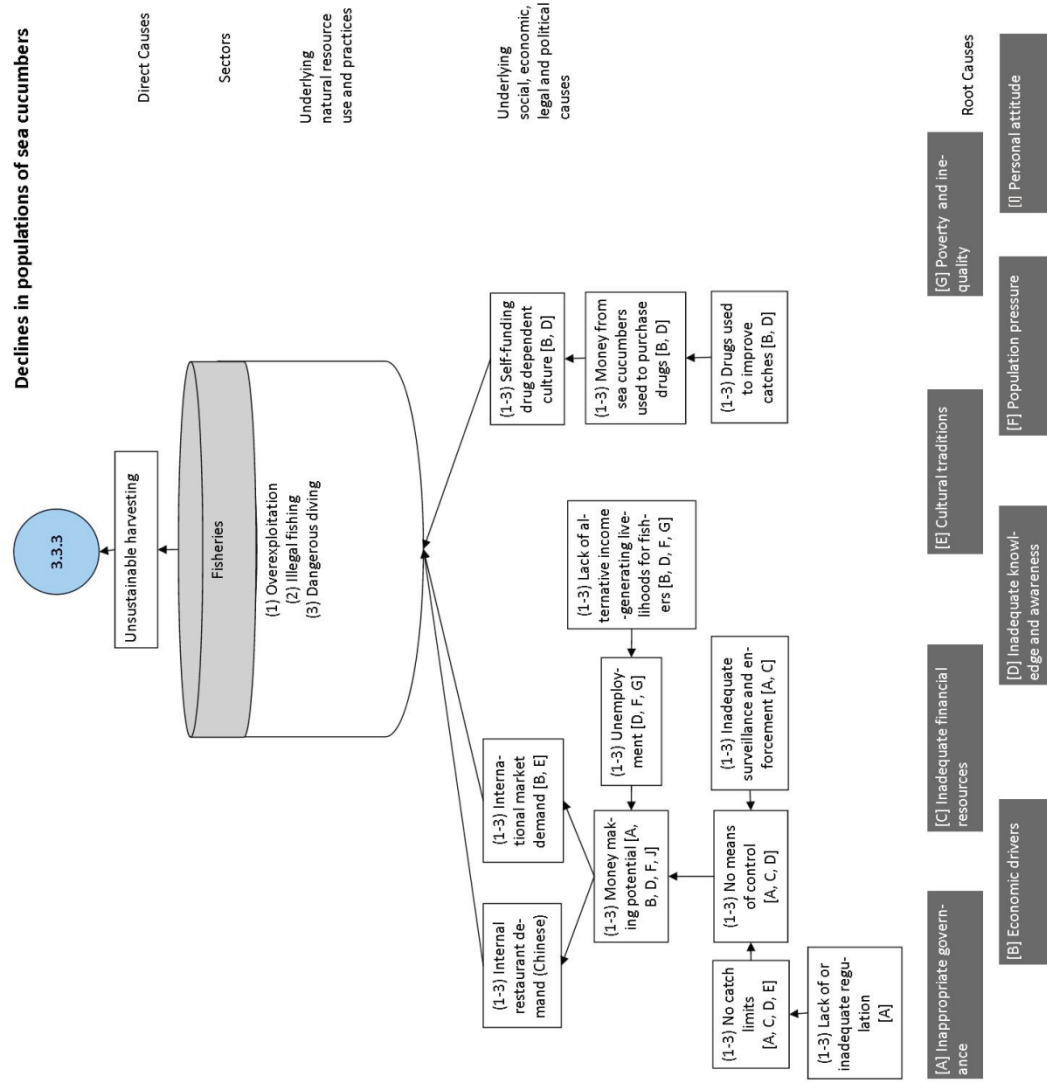 Declines in populations of sea cucumbers
3.3.3
Direct Causes
Unsustainable harvesting
Sectors
Fisheries
Underlying
natural resource
use and practices
(1) Overexploitation
(2) Illegal fishing
(3) Dangerous diving
Underlying
social, economic,
legal and political
causes
(1-3) Internal
restaurant de-
mand (Chinese)
(1-3) Interna-
tional market
demand [B, E]
(1-3) Self-funding
drug dependent
culture [B, D]
(1-3) Money mak-
ing potential [A,
B, D, F, J]
(1-3) Unemploy-
ment [D, F, G]
(1-3) Lack of al-
ternative income
-generating live-
lihoods for fish-
ers [B, D, F, G]
(1-3) Money from
sea cucumbers
used to purchase
drugs [B, D]
(1-3) No catch
limits
[A, C, D, E]
(1-3) No means
of control
[A, C, D]
(1-3) Inadequate
surveillance and en-
forcement [A, C]
(1-3) Drugs used
to improve
catches [B, D]
(1-3) Lack of or
inadequate regu-
lation
[A]
Root Causes
[A] Inappropriate govern-
ance
[C] Inadequate financial
resources
[E] Cultural traditions
[G] Poverty and ine-
quality
[B] Economic drivers
[D] Inadequate knowl-
edge and awareness
[F] Population pressure
[I] Personal attitude